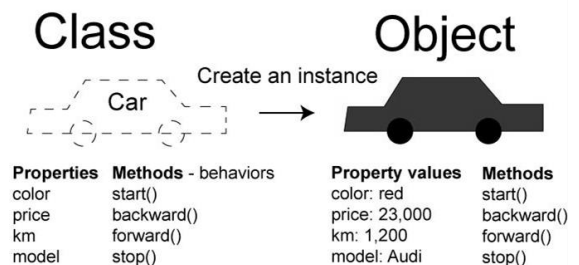 Class
Object
Create an instance
Car
Properties Methods - behaviors
color start()
price backward()
km forward()
model stop()
Property values Methods
color: red start()
price: 23,000 backward()
km: 1,200 forward()
model: Audi stop()